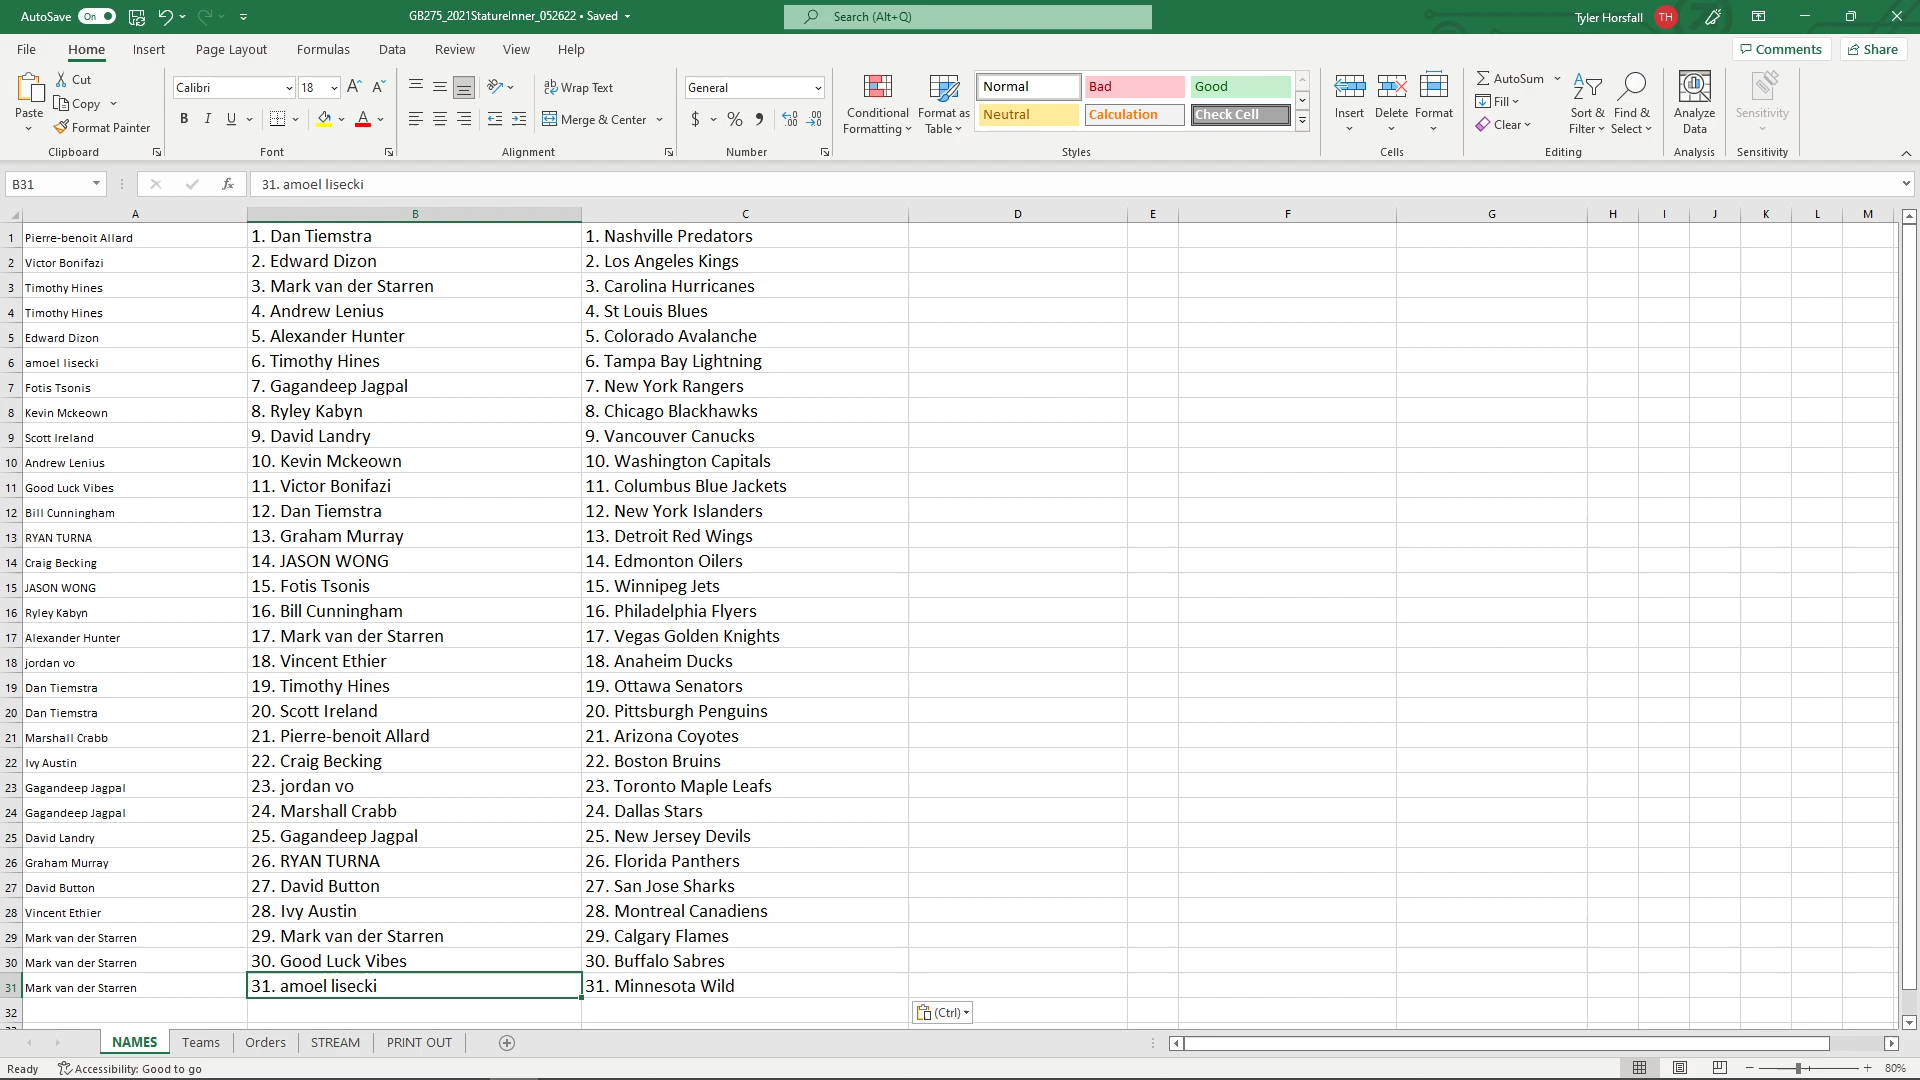 AutoSave On GB275_2021StatureInner_052622 • Saved Search (Alt+Q) Tyler Horsfall TH
File Home Insert Page Layout Formulas Data Review View Help Comments Share
Paste Cut Copy Format Painter Clipboard
Calibri 18 A A B I U A Font
ab Wrap Text Merge & Center Alignment
General $ % 9 Number
Conditional Formatting Format as Table Normal Bad Good Neutral Calculation Check Cell Styles
Insert Delete Format Cells
AutoSum Fill Clear Sort & Filter Find & Select Editing
Analyze Data Analysis
Sensitivity Sensitivity
B31 fx 31. amoel lisecki
A B C D E F G H I J K L M
1 Pierre-benoit Allard 1. Dan Tiemstra 1. Nashville Predators
2 Victor Bonifazi 2. Edward Dizon 2. Los Angeles Kings
3 Timothy Hines 3. Mark van der Starren 3. Carolina Hurricanes
4 Timothy Hines 4. Andrew Lenius 4. St Louis Blues
5 Edward Dizon 5. Alexander Hunter 5. Colorado Avalanche
6 amoel lisecki 6. Timothy Hines 6. Tampa Bay Lightning
7 Fotis Tsonis 7. Gagandeep Jagpal 7. New York Rangers
8 Kevin Mckeown 8. Ryley Kabyn 8. Chicago Blackhawks
9 Scott Ireland 9. David Landry 9. Vancouver Canucks
10 Andrew Lenius 10. Kevin Mckeown 10. Washington Capitals
11 Good Luck Vibes 11. Victor Bonifazi 11. Columbus Blue Jackets
12 Bill Cunningham 12. Dan Tiemstra 12. New York Islanders
13 RYAN TURNA 13. Graham Murray 13. Detroit Red Wings
14 Craig Becking 14. JASON WONG 14. Edmonton Oilers
15 JASON WONG 15. Fotis Tsonis 15. Winnipeg Jets
16 Ryley Kabyn 16. Bill Cunningham 16. Philadelphia Flyers
17 Alexander Hunter 17. Mark van der Starren 17. Vegas Golden Knights
18 jordan vo 18. Vincent Ethier 18. Anaheim Ducks
19 Dan Tiemstra 19. Timothy Hines 19. Ottawa Senators
20 Dan Tiemstra 20. Scott Ireland 20. Pittsburgh Penguins
21 Marshall Crabb 21. Pierre-benoit Allard 21. Arizona Coyotes
22 Ivy Austin 22. Craig Becking 22. Boston Bruins
23 Gagandeep Jagpal 23. jordan vo 23. Toronto Maple Leafs
24 Gagandeep Jagpal 24. Marshall Crabb 24. Dallas Stars
25 David Landry 25. Gagandeep Jagpal 25. New Jersey Devils
26 Graham Murray 26. RYAN TURNA 26. Florida Panthers
27 David Button 27. David Button 27. San Jose Sharks
28 Vincent Ethier 28. Ivy Austin 28. Montreal Canadiens
29 Mark van der Starren 29. Mark van der Starren 29. Calgary Flames
30 Mark van der Starren 30. Good Luck Vibes 30. Buffalo Sabres
31 Mark van der Starren 31. amoel lisecki 31. Minnesota Wild
32 (Ctrl)
NAMES Teams Orders STREAM PRINT OUT
Ready Accessibility: Good to go 80%